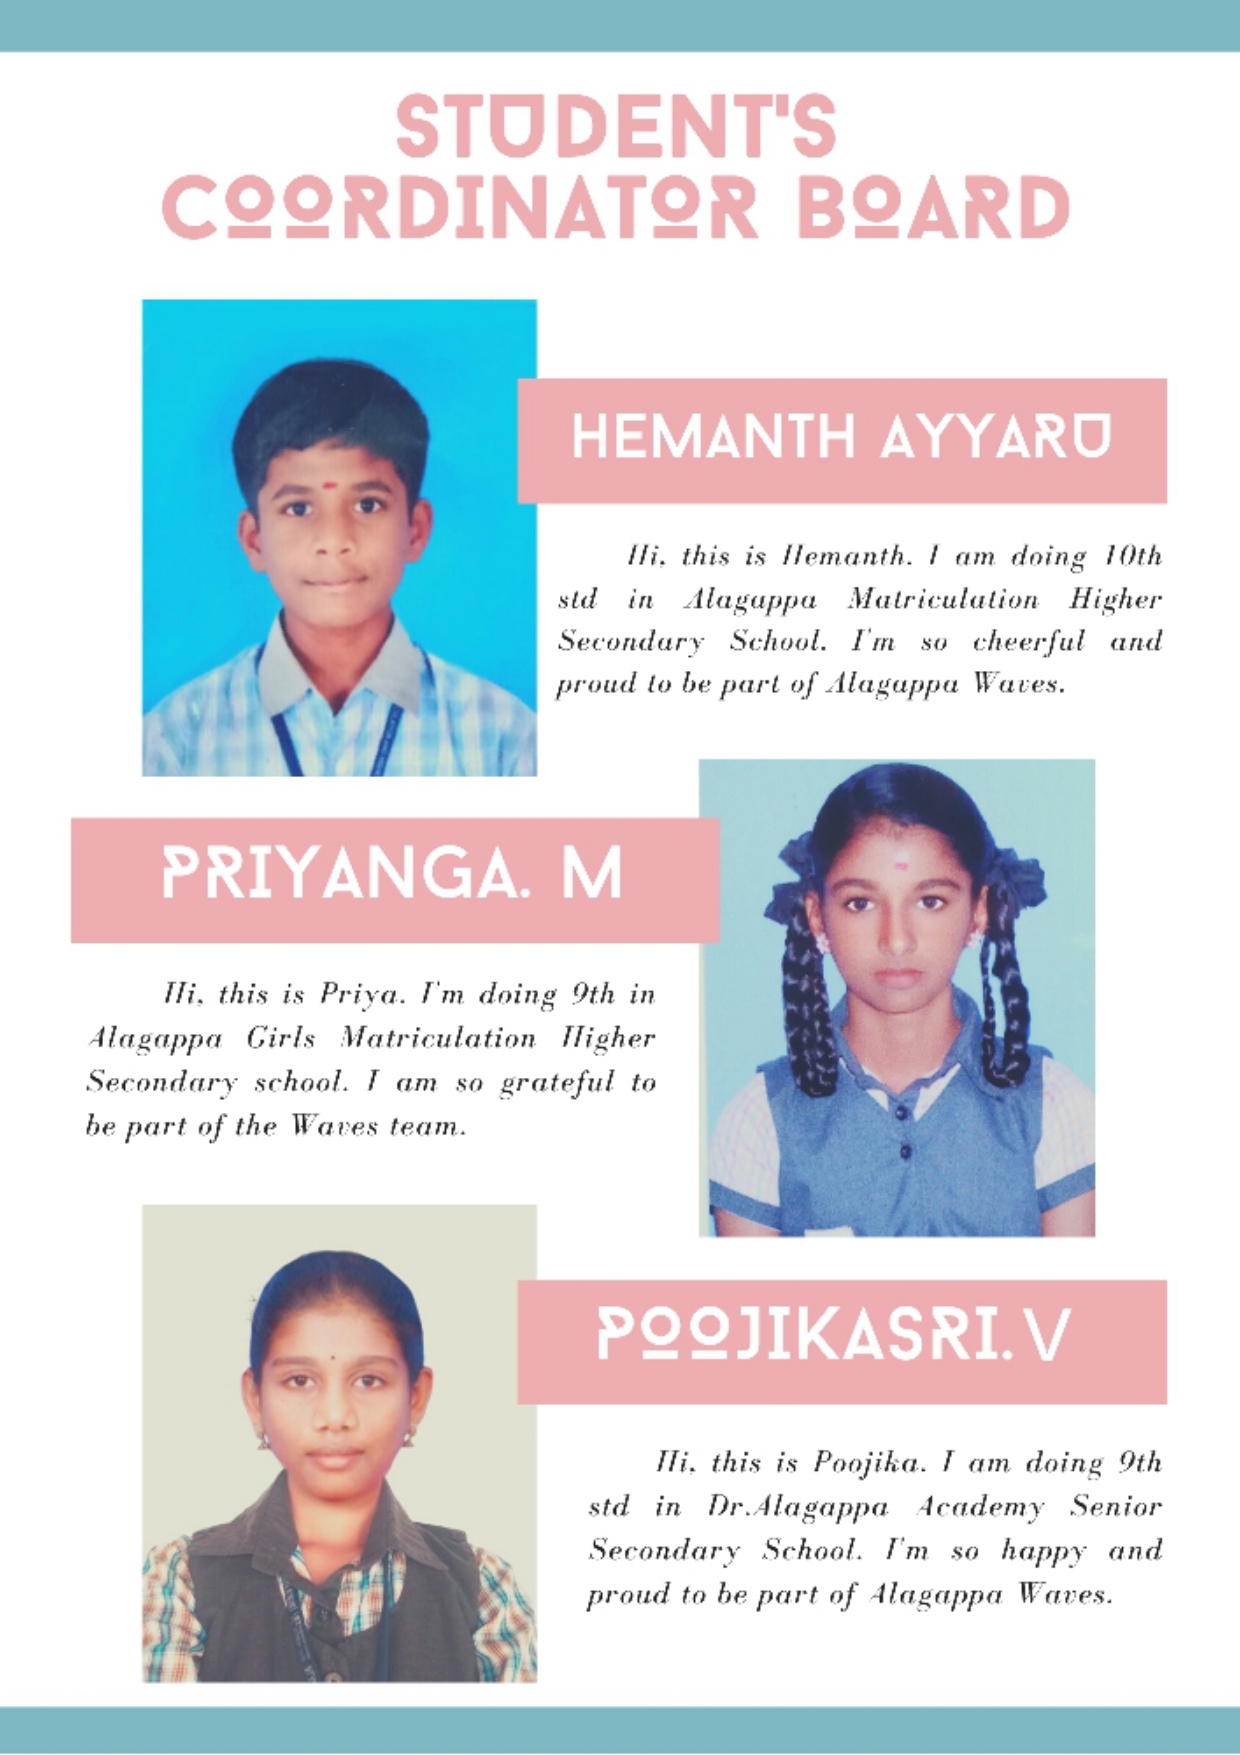 STUDENT'S
COORDINATOR BOARD
HEMANTH AYYARU
Hi, this is Hemanth. I am doing 10th
std in Alagappa Matriculation Higher
Secondary School. I'm so cheerful and
proud to be part of Alagappa Waves.
PRIYANGA. M
Hi, this is Priya. I'm doing 9th in
Alagappa Girls Matriculation Higher
Secondary school. I am so grateful to
be part of the Waves team.
POOJIKASRI. V
Hi, this is Poojika. I am doing 9th
std in Dr.Alagappa Academy Senior
Secondary School. I'm so happy and
proud to be part of Alagappa Waves.